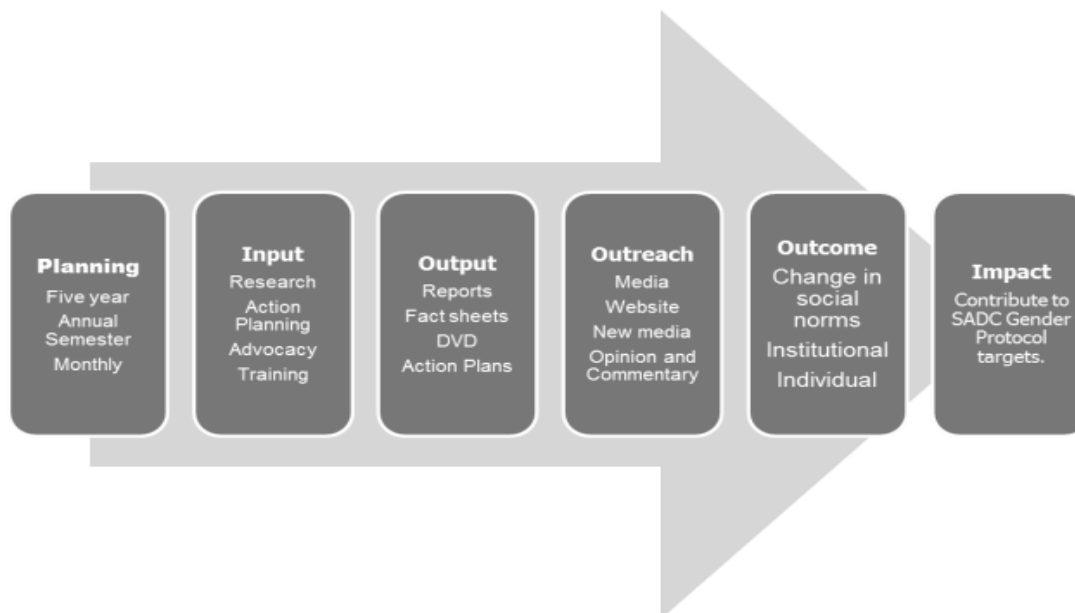 Planning
Five year
Annual
Semester
Monthly
Input
Research
Action
Planning
Advocacy
Training
Output
Reports
Fact sheets
DVD
Action Plans
Outreach
Media
Website
New media
Opinion and
Commentary
Outcome
Change in
social
norms
Institutional
Individual
Impact
Contribute to
SADC Gender
Protocol
targets.